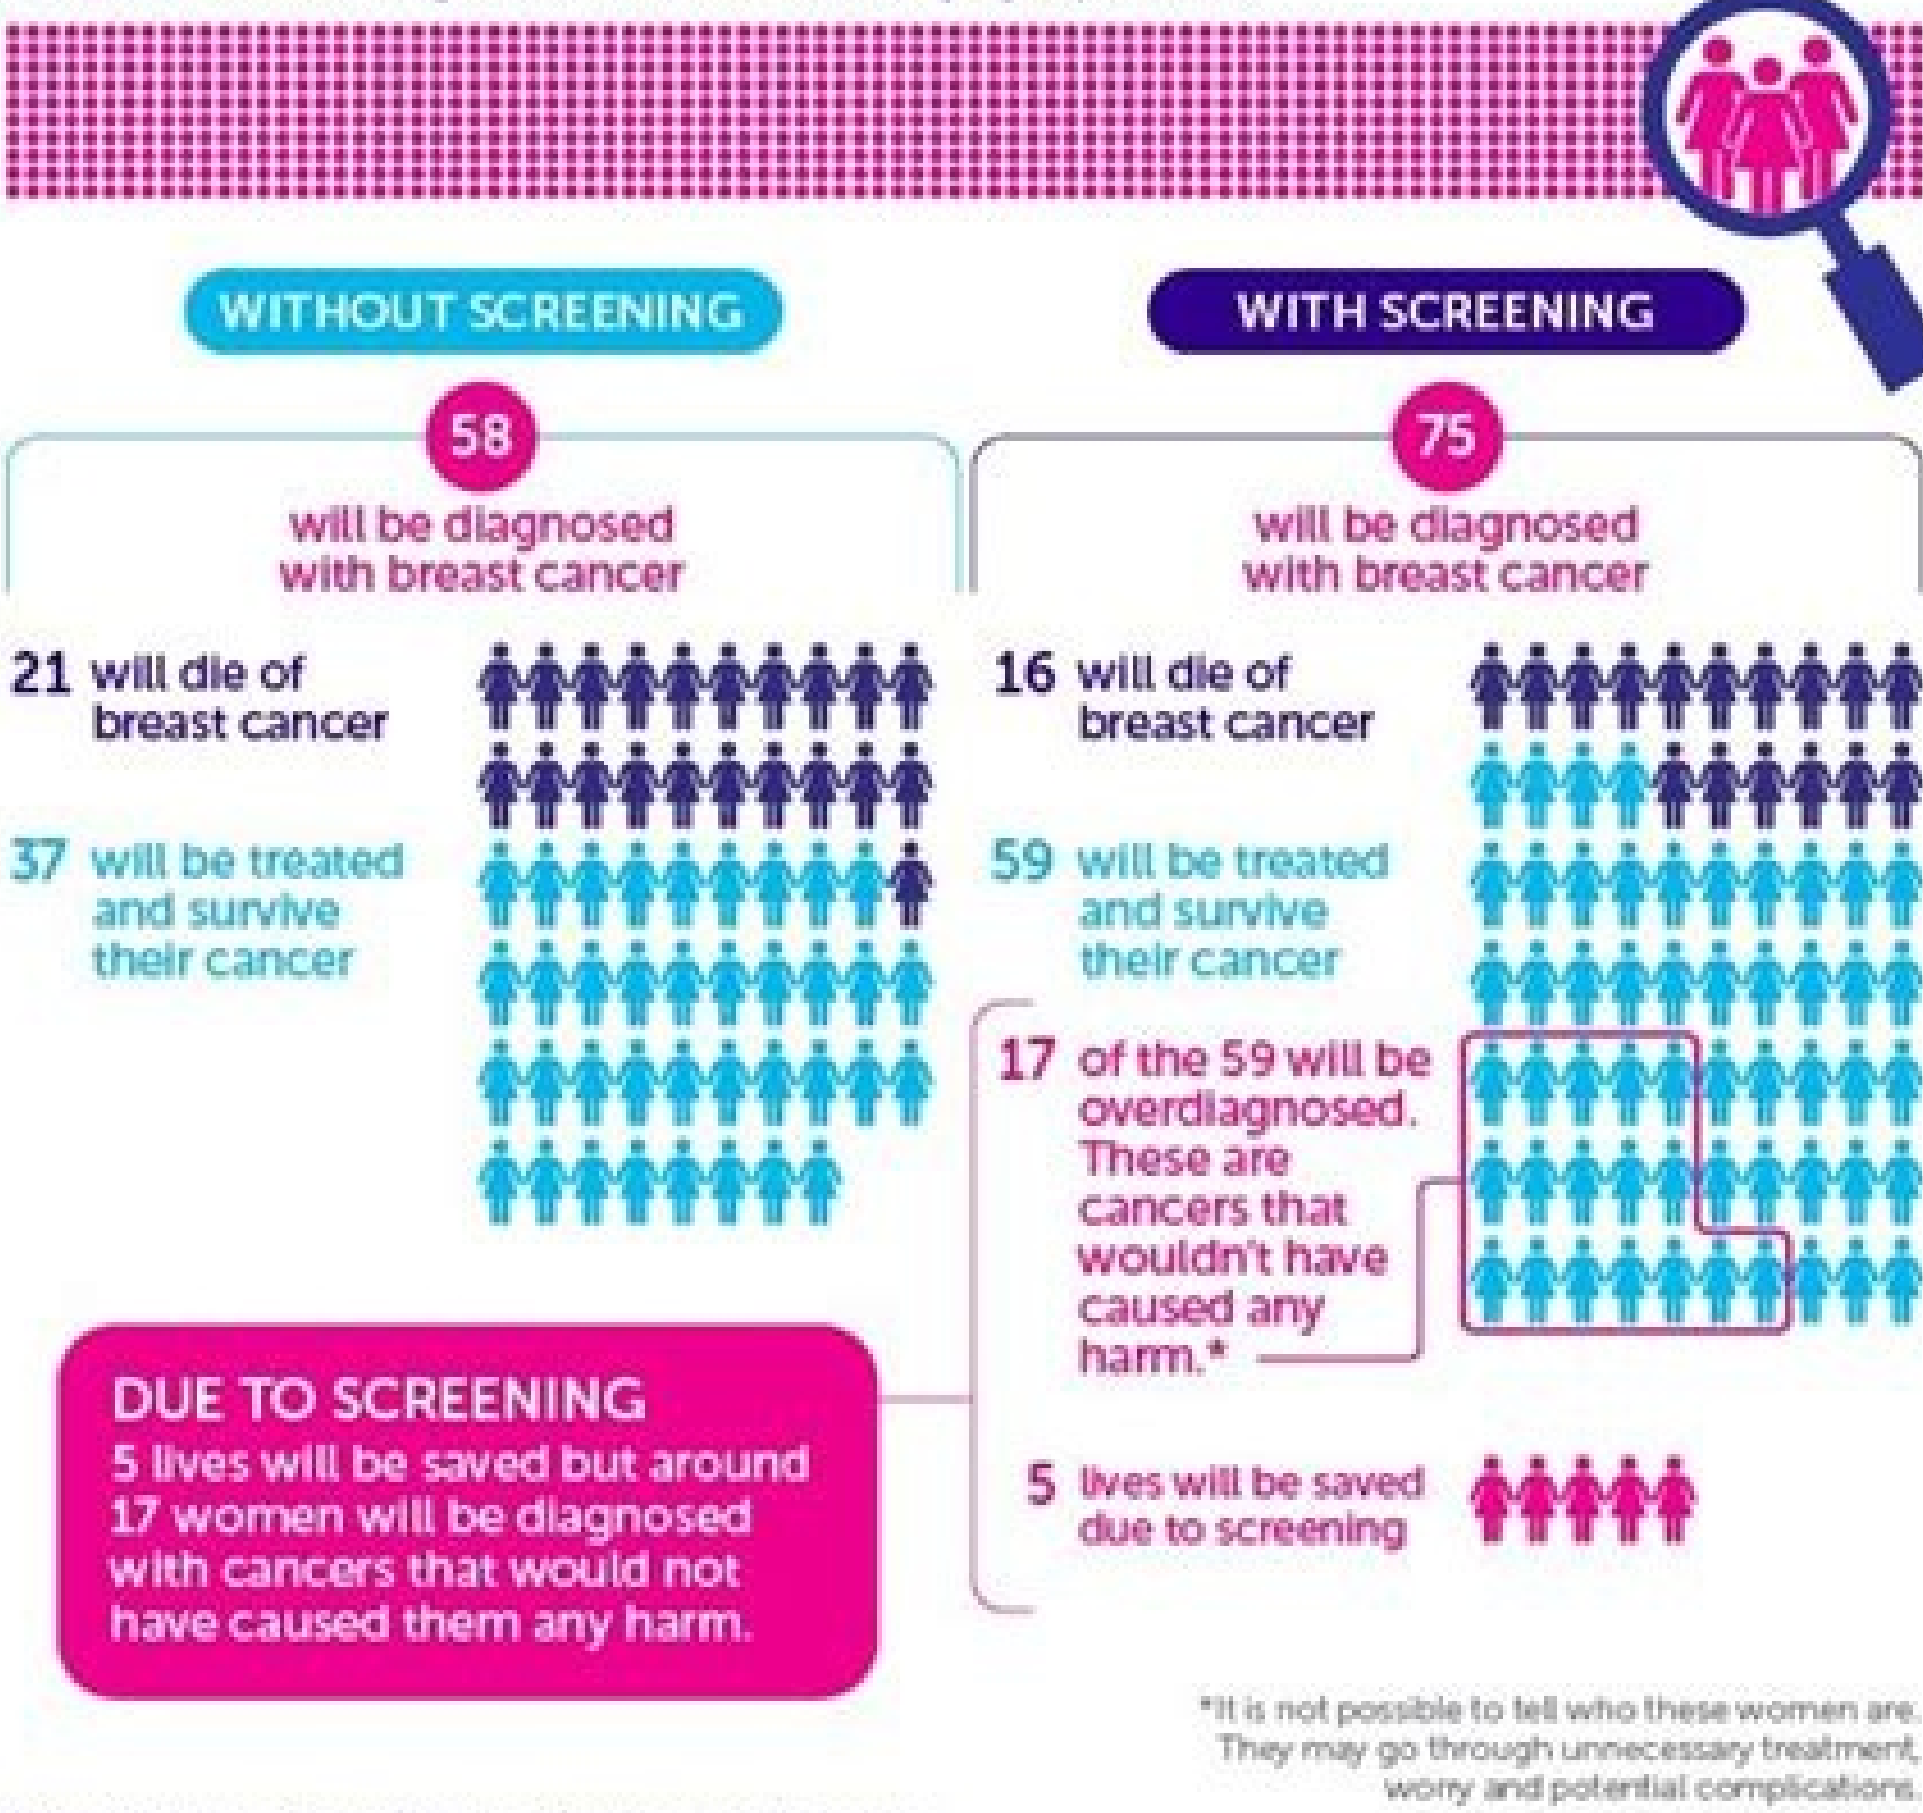 WITHOUT SCREENING
58
will be diagnosed
with breast cancer
21 will die of
breast cancer
37 will be treated
and survive
their cancer
WITH SCREENING
75
will be diagnosed
with breast cancer
16 will die of
breast cancer
59 will be treated
and survive
their cancer
17 of the 59 will be
overdiagnosed.
These are
cancers that
wouldn't have
caused any
harm.*
5 lives will be saved
due to screening
DUE TO SCREENING
5 lives will be saved but around
17 women will be diagnosed
with cancers that would not
have caused them any harm.
*It is not possible to tell who these women are.
They may go through unnecessary treatment,
worry and potential complications.